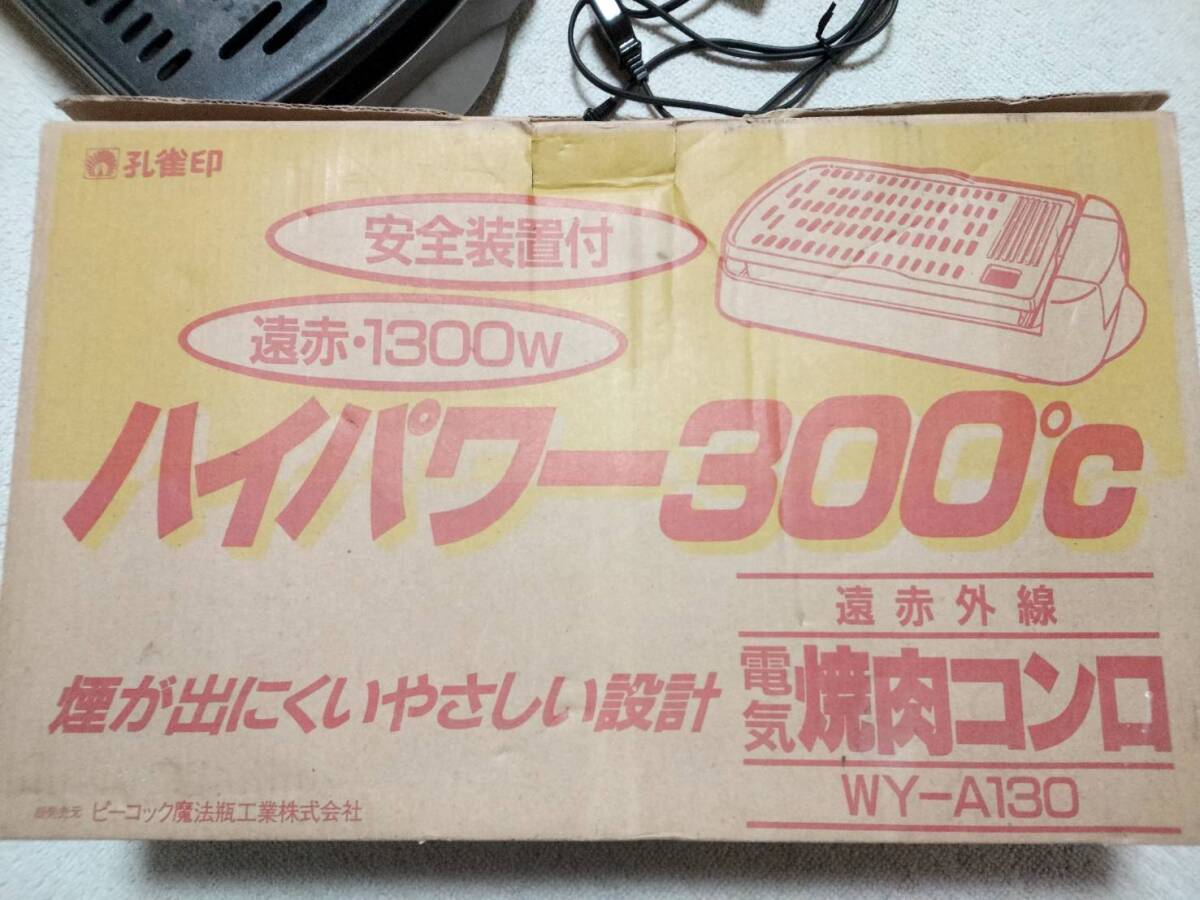 孔雀印
安全装置付
遠赤・1300W
ハイパワー300℃
遠赤外線
電気焼肉コンロ
WY-A130
煙が出にくいやさしい設計
発売元 ピーコック魔法瓶工業株式会社